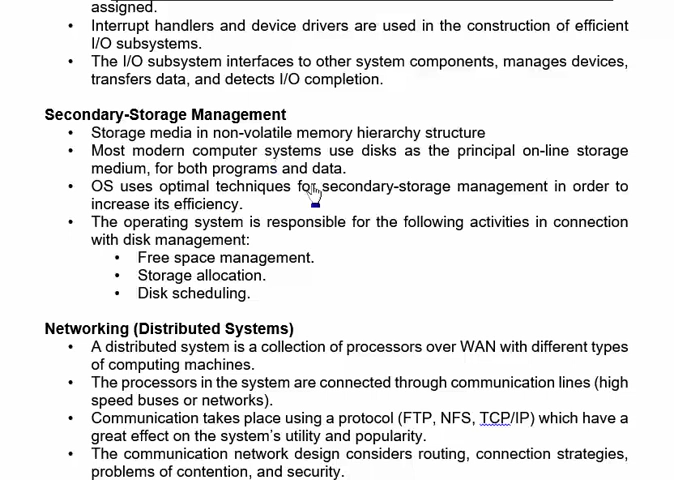 assigned.
• Interrupt handlers and device drivers are used in the construction of efficient
I/O subsystems.
• The I/O subsystem interfaces to other system components, manages devices,
transfers data, and detects I/O completion.
Secondary-Storage Management
• Storage media in non-volatile memory hierarchy structure
• Most modern computer systems use disks as the principal on-line storage
medium, for both programs and data.
• OS uses optimal techniques for secondary-storage management in order to
increase its efficiency.
• The operating system is responsible for the following activities in connection
with disk management:
• Free space management.
• Storage allocation.
• Disk scheduling.
Networking (Distributed Systems)
• A distributed system is a collection of processors over WAN with different types
of computing machines.
• The processors in the system are connected through communication lines (high
speed buses or networks).
• Communication takes place using a protocol (FTP, NFS, TCP/IP) which have a
great effect on the system's utility and popularity.
• The communication network design considers routing, connection strategies,
problems of contention, and security.